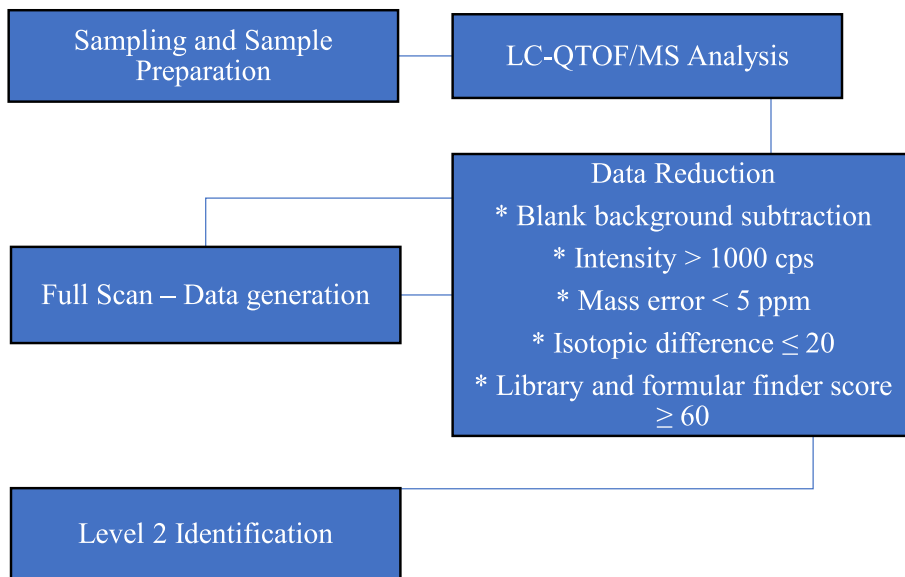 Sampling and Sample
Preparation
LC-QTOF/MS Analysis
Data Reduction
* Blank background subtraction
* Intensity > 1000 cps
* Mass error < 5 ppm
* Isotopic difference ≤ 20
* Library and formular finder score
≥ 60
Full Scan – Data generation
Level 2 Identification